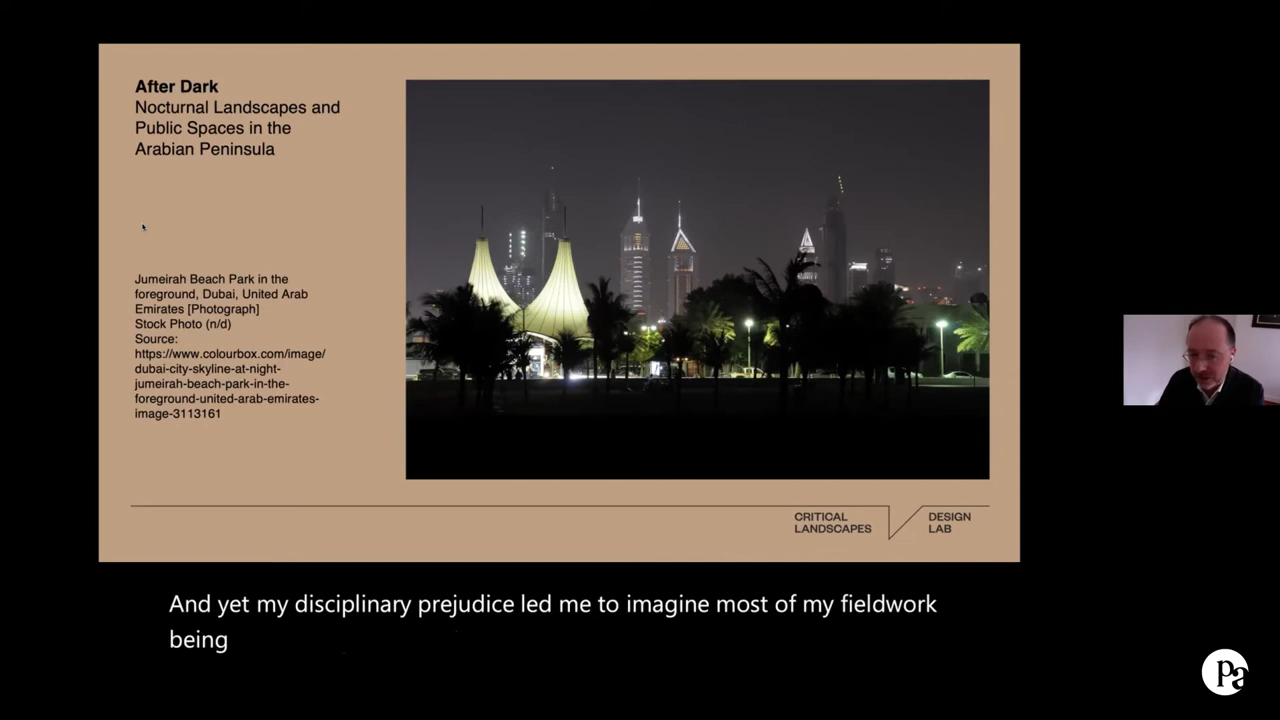 After Dark
Nocturnal Landscapes and
Public Spaces in the
Arabian Peninsula
Jumeirah Beach Park in the
foreground, Dubai, United Arab
Emirates [Photograph]
Stock Photo (n/d)
Source:
https://www.colourbox.com/image/
dubai-city-skyline-at-night-
jumeirah-beach-park-in-the-
foreground-united-arab-emirates-
image-3113161
CRITICAL
LANDSCAPES
DESIGN
LAB
And yet my disciplinary prejudice led me to imagine most of my fieldwork
being
pa